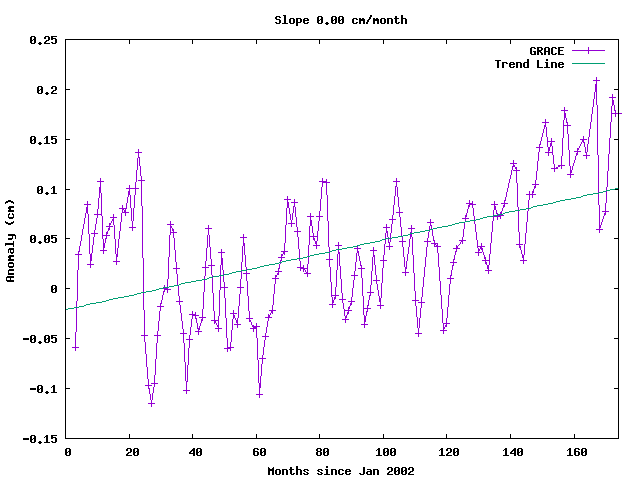 Slope 0.00 cm/month
GRACE
Trend Line
Anomaly (cm)
0.25
0.2
0.15
0.1
0.05
0
-0.05
-0.1
-0.15
0 20 40 60 80 100 120 140 160
Months since Jan 2002